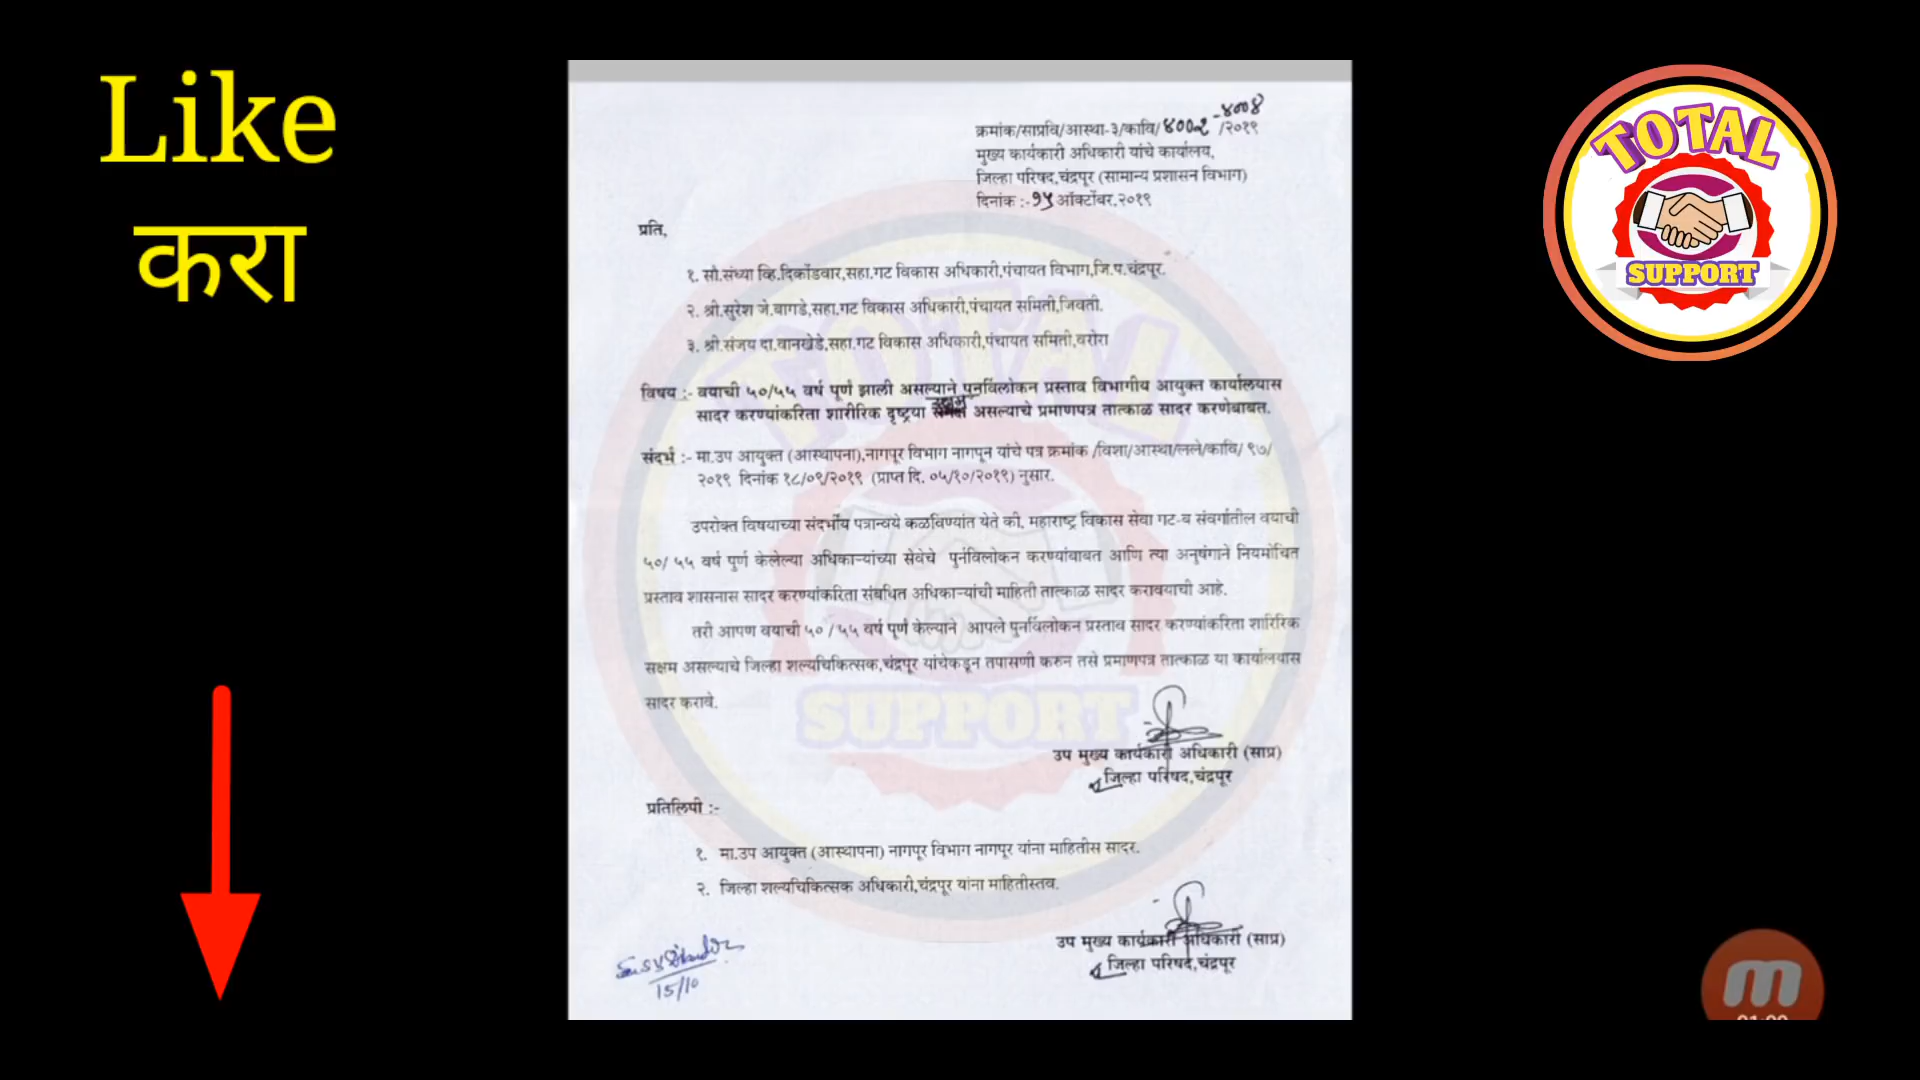 Like
करा
TOTAL
SUPPORT
क्रमांक/साप्रवि/आस्था-३/कावि/ /२०१९
मुख्य कार्यकारी अधिकारी यांचे कार्यालय,
जिल्हा परिषद,चंद्रपूर (सामान्य प्रशासन विभाग)
दिनांक :-१५ ऑक्टोंबर.२०१९
प्रति,
१. सौ.संध्या व्हि.दिकोंडवार,सहा.गट विकास अधिकारी,पंचायत विभाग,जि.प.चंद्रपूर.
२. श्री.सुरेश जे.बागडे,सहा.गट विकास अधिकारी,पंचायत समिती,जिवती.
३. श्री.संजय दा.वानखेडे,सहा.गट विकास अधिकारी,पंचायत समिती,वरोरा
विषय :- वयाची ५०/५५ वर्ष पूर्ण झाली असल्याने पुनर्विलोकन प्रस्ताव विभागीय आयुक्त कार्यालयास
सादर करण्यांकरिता शारीरिक दृष्ट्रया असल्याचे प्रमाणपत्र तात्काळ सादर करणेबाबत.
संदर्भ :- मा.उप आयुक्त (आस्थापना),नागपूर विभाग नागपून यांचे पत्र क्रमांक /विशा/आस्था/लले/कावि/ ९७/
२०१९ दिनांक १८/०९/२०१९ (प्राप्त दि. ०५/१०/२०१९) नुसार.
उपरोक्त विषयाच्या संदर्भीय पत्रान्वये कळविण्यांत येते की, महाराष्ट्र विकास सेवा गट-ब संवर्गातील वयाची
५०/ ५५ वर्ष पुर्ण केलेल्या अधिकाऱ्यांच्या सेवेचे पुर्नविलोकन करण्यांबाबत आणि त्या अनुषंगाने नियमोचित
प्रस्ताव शासनास सादर करण्यांकरिता संबधित अधिकाऱ्यांची माहिती तात्काळ सादर करावयाची आहे.
तरी आपण वयाची ५० / ५५ वर्ष पूर्ण केल्याने आपले पुनर्विलोकन प्रस्ताव सादर करण्यांकरिता शारिरिक
सक्षम असल्याचे जिल्हा शल्यचिकित्सक,चंद्रपूर यांचेकडून तपासणी करुन तसे प्रमाणपत्र तात्काळ या कार्यालयास
सादर करावे.
उप मुख्य कार्यकारी अधिकारी (साप्र)
जिल्हा परिषद,चंद्रपूर
प्रतिलिपी :-
१. मा.उप आयुक्त (आस्थापना) नागपूर विभाग नागपूर यांना माहितीस सादर.
२. जिल्हा शल्यचिकित्सक अधिकारी,चंद्रपूर यांना माहितीस्तव.
उप मुख्य कार्यकारी अधिकारी (साप्र)
जिल्हा परिषद,चंद्रपूर
15/10
TOTAL
SUPPORT